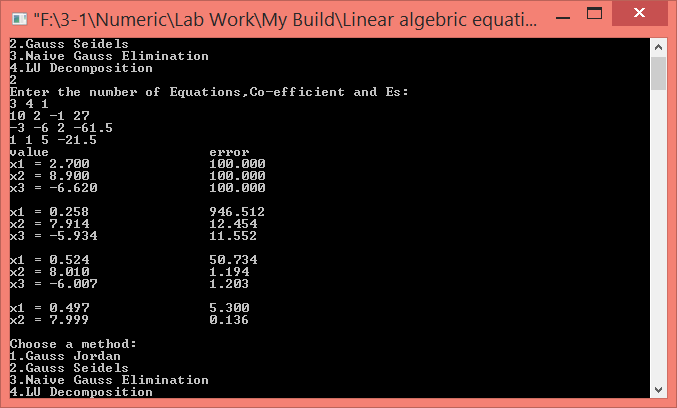 "F:\3-1\Numeric\Lab Work\My Build\Linear algebric equati...
2.Gauss Seidels
3.Naive Gauss Elimination
4.LU Decomposition
2
Enter the number of Equations,Co-efficient and Es:
3 4 1
10 2 -1 27
-3 -6 2 -61.5
1 1 5 -21.5
value error
x1 = 2.700 100.000
x2 = 8.900 100.000
x3 = -6.620 100.000
x1 = 0.258 946.512
x2 = 7.914 12.454
x3 = -5.934 11.552
x1 = 0.524 50.734
x2 = 8.010 1.194
x3 = -6.007 1.203
x1 = 0.497 5.300
x2 = 7.999 0.136
Choose a method:
1.Gauss Jordan
2.Gauss Seidels
3.Naive Gauss Elimination
4.LU Decomposition